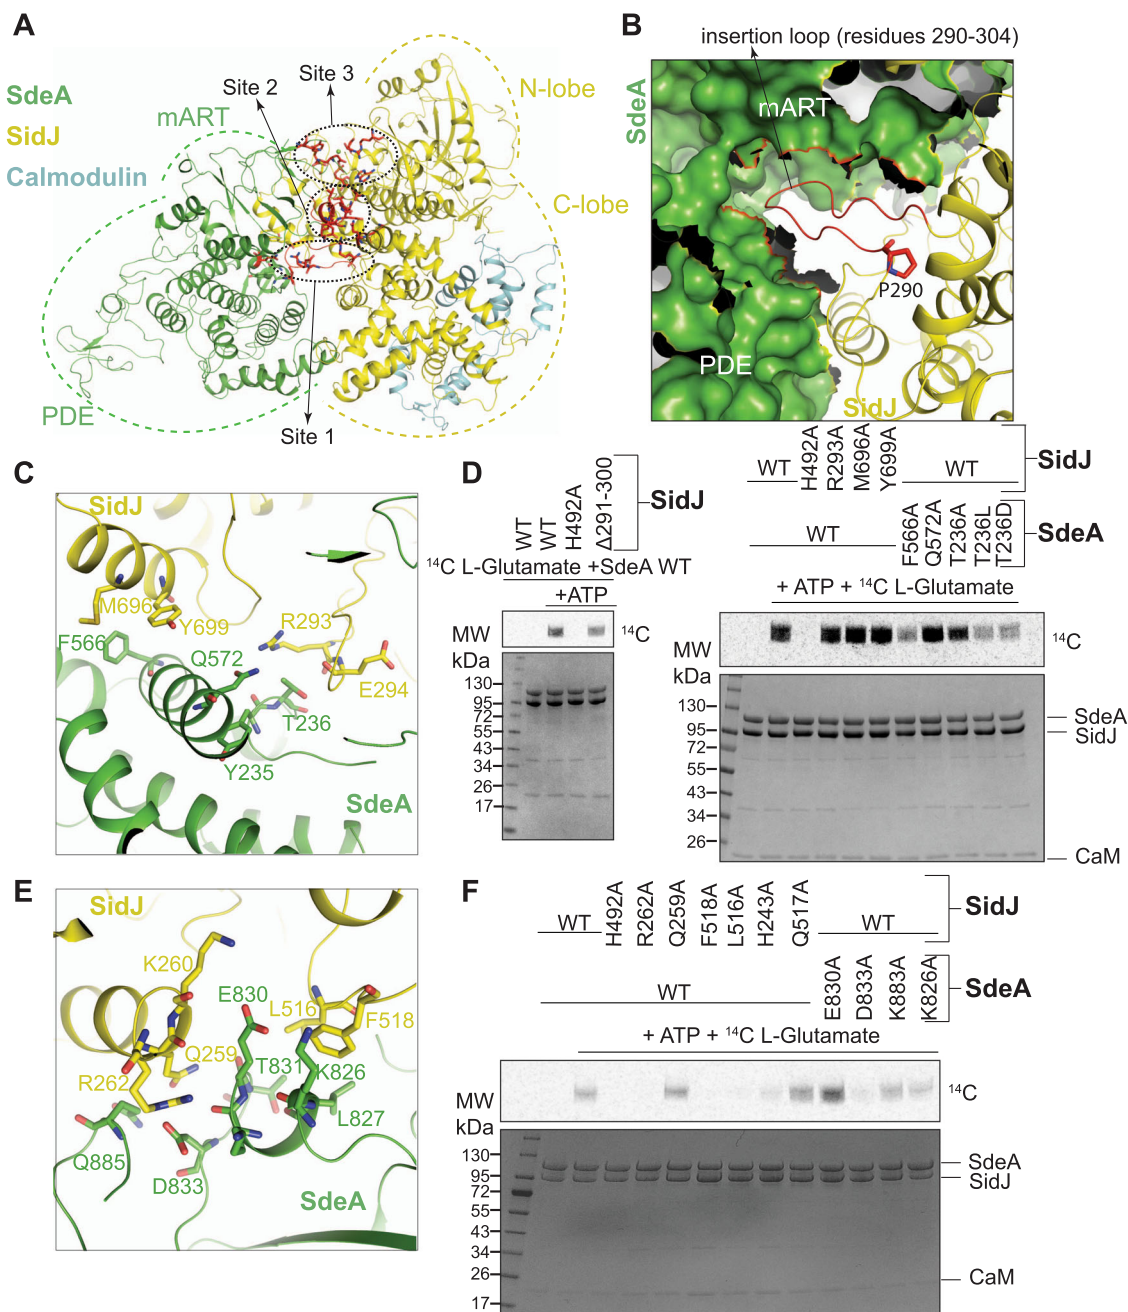 A
SdeA
SidJ
Calmodulin
mART
Site 2
Site 3
N-lobe
C-lobe
PDE
Site 1
B
insertion loop (residues 290-304)
SdeA
mART
P290
PDE
SidJ
C
SidJ
M696
Y699
R293
F566
Q572
E294
T236
Y235
SdeA
D
WT
WT
H492A
Δ291-300
SidJ
14C L-Glutamate +SdeA WT
+ATP
MW
kDa
14C
130
95
72
55
43
34
26
17
WT
H492A
R293A
M696A
Y699A
WT
SidJ
WT
F566A
Q572A
T236A
T236L
T236D
SdeA
+ ATP + 14C L-Glutamate
14C
MW
kDa
130
95
72
55
43
34
26
SdeA
SidJ
CaM
E
SidJ
K260
E830
L516
F518
Q259
T831
K826
R262
L827
Q885
D833
SdeA
F
WT
H492A
R262A
Q259A
F518A
L516A
H243A
Q517A
WT
SidJ
WT
E830A
D833A
K883A
K826A
SdeA
+ ATP + 14C L-Glutamate
14C
MW
kDa
130
95
72
55
43
34
26
17
SdeA
SidJ
CaM